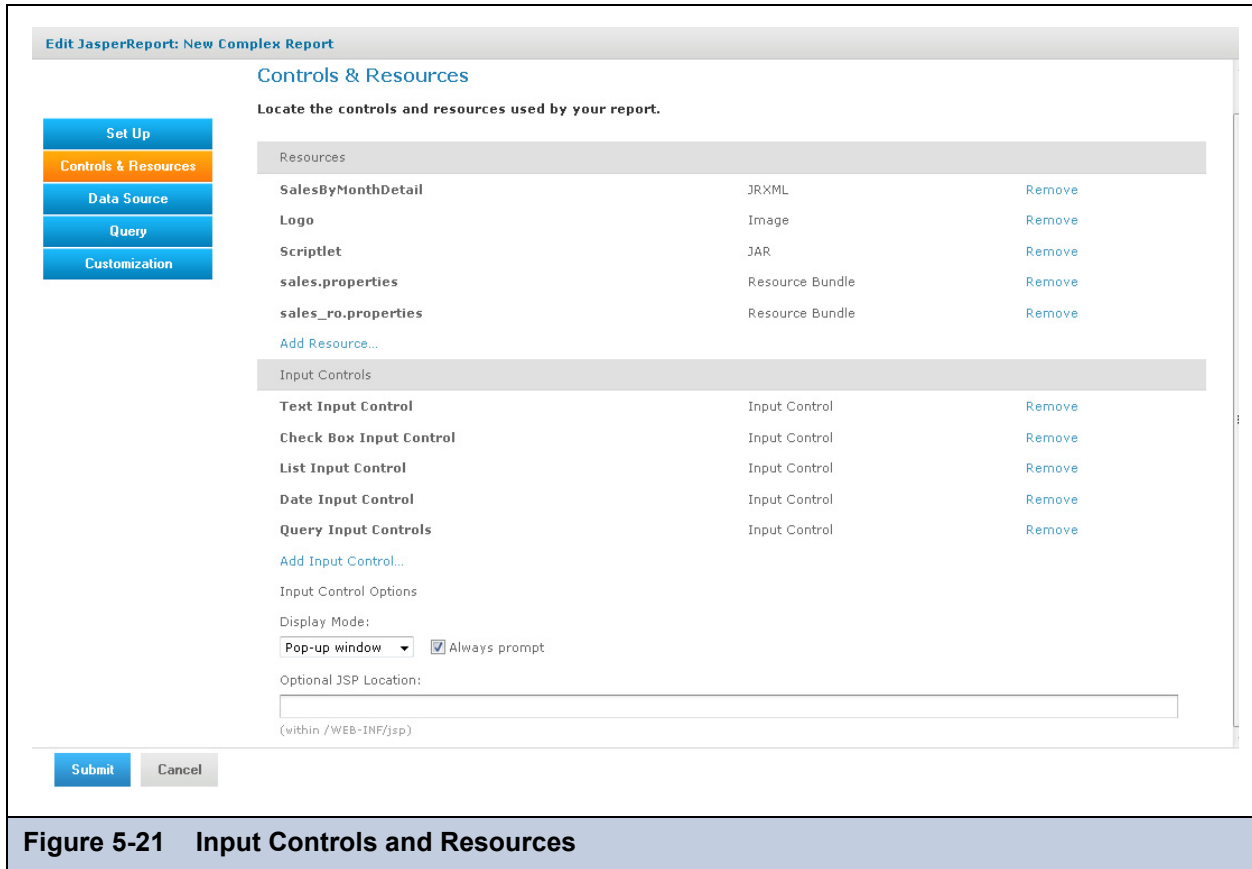 Edit JasperReport: New Complex Report
Controls & Resources
Locate the controls and resources used by your report.
Set Up
Controls & Resources
Data Source
Query
Customization
Resources
SalesByMonthDetail JRXML Remove
Logo Image Remove
Scriptlet JAR Remove
sales.properties Resource Bundle Remove
sales_ro.properties Resource Bundle Remove
Add Resource...
Input Controls
Text Input Control Input Control Remove
Check Box Input Control Input Control Remove
List Input Control Input Control Remove
Date Input Control Input Control Remove
Query Input Controls Input Control Remove
Add Input Control...
Input Control Options
Display Mode:
Pop-up window Always prompt
Optional JSP Location:
(within /WEB-INF/jsp)
Submit Cancel
Figure 5-21 Input Controls and Resources